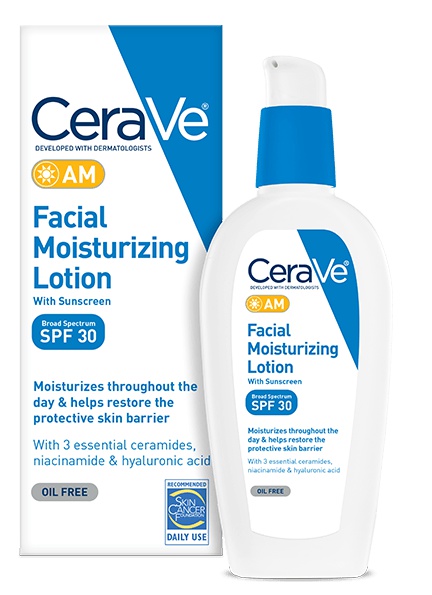 CeraVe®
DEVELOPED WITH DERMATOLOGISTS
AM
Facial
Moisturizing
Lotion
With Sunscreen
Broad Spectrum
SPF 30
Moisturizes throughout the
day & helps restore the
protective skin barrier
With 3 essential ceramides,
niacinamide & hyaluronic acid
OIL FREE
RECOMMENDED
SKIN
CANCER
FOUNDATION
DAILY USE
CeraVe®
DEVELOPED WITH DERMATOLOGISTS
AM
Facial
Moisturizing
Lotion
With Sunscreen
Broad Spectrum
SPF 30
Moisturizes throughout the
day & helps restore the
protective skin barrier
With 3 essential ceramides,
niacinamide & hyaluronic acid
OIL FREE